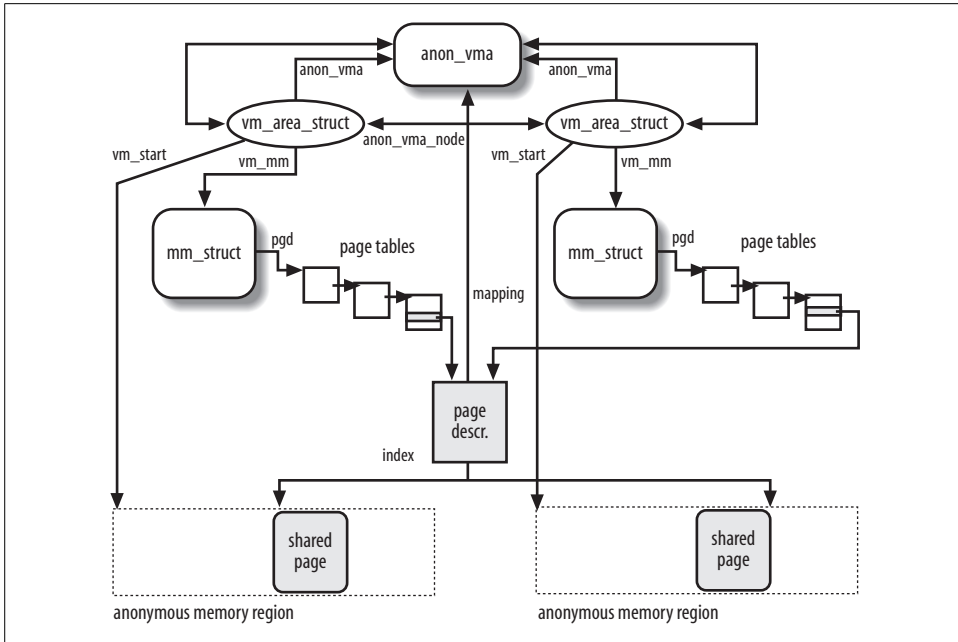 anon_vma
anon_vma
anon_vma
vm_area_struct
vm_area_struct
anon_vma_node
vm_start
vm_mm
vm_start
vm_mm
mm_struct
pgd
page tables
mm_struct
pgd
page tables
mapping
page
descr.
index
shared
page
shared
page
anonymous memory region
anonymous memory region